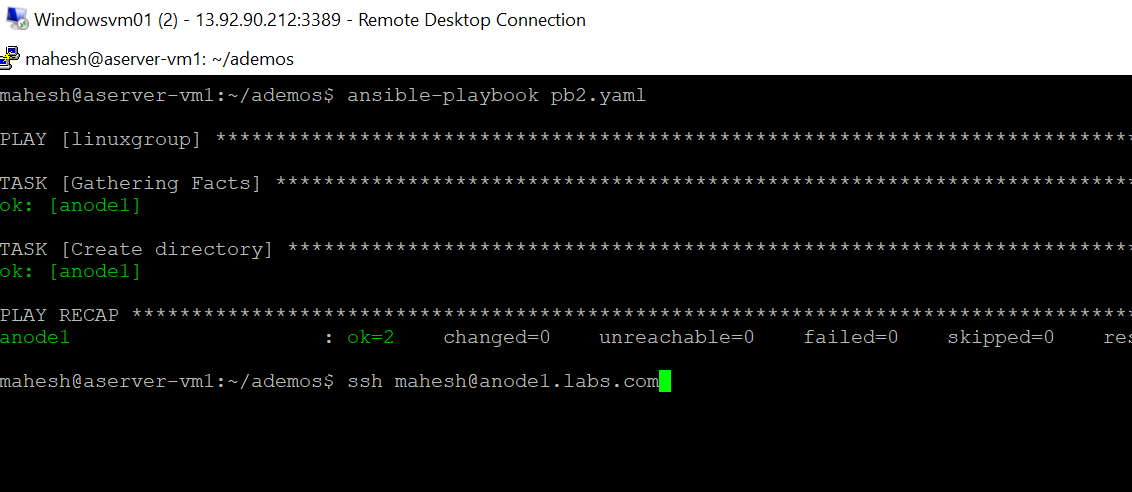 Windowsvm01 (2) - 13.92.90.212:3389 - Remote Desktop Connection
mahesh@aserver-vm1: ~/ademos
mahesh@aserver-vm1:~/ademos$ ansible-playbook pb2.yaml
PLAY [linuxgroup] *****************************************************************************
TASK [Gathering Facts] ************************************************************************
ok: [anode1]
TASK [Create directory] ***********************************************************************
ok: [anode1]
PLAY RECAP ************************************************************************************
anode1                     : ok=2    changed=0    unreachable=0    failed=0    skipped=0    res
mahesh@aserver-vm1:~/ademos$ ssh mahesh@anode1.labs.com